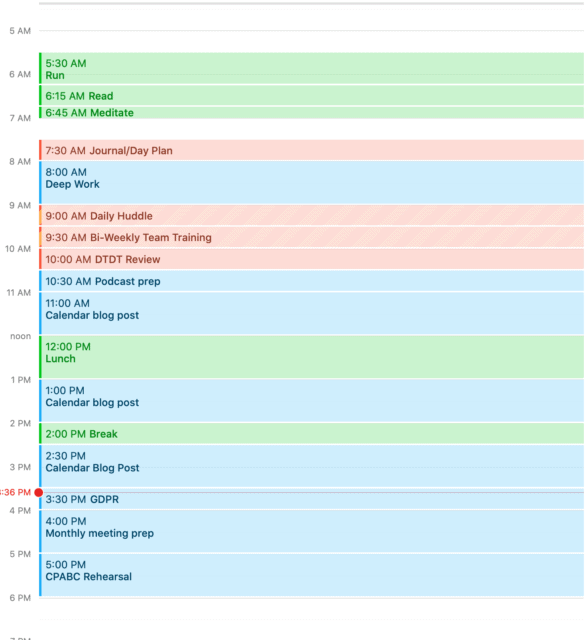 5 AM
5:30 AM
6 AM
Run
6:15 AM Read
6:45 AM Meditate
7 AM
7:30 AM Journal/Day Plan
8 AM
8:00 AM
Deep Work
9 AM
9:00 AM Daily Huddle
9:30 AM Bi-Weekly Team Training
10 AM
10:00 AM DTDT Review
10:30 AM Podcast prep
11 AM
11:00 AM
Calendar blog post
noon
12:00 PM
Lunch
1 PM
1:00 PM
Calendar blog post
2 PM
2:00 PM Break
2:30 PM
Calendar Blog Post
3 PM
:36 PM
3:30 PM GDPR
4 PM
4:00 PM
Monthly meeting prep
5 PM
5:00 PM
CPABC Rehearsal
6 PM